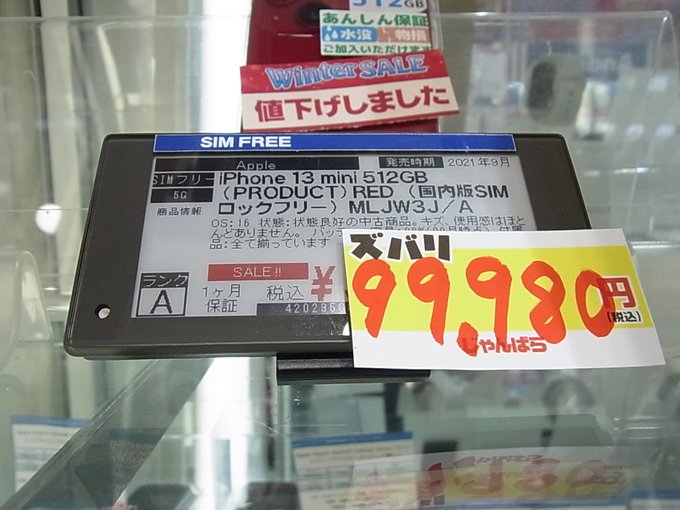 512GB
あんしん保証
水没 物損
ご加入いただけます
Winter SALE
値下げしました
SIM FREE
Apple 発売時期 2021年9月
SIMフリー iPhone 13 mini 512GB
5G (PRODUCT) RED (国内版SIM
商品情報 ロックフリー) MLJW3J/A
OS:16 状態:状態良好の中古商品。キズ、使用感はほと
んどありません。バッ
品:全て揃っています
SALE!!
ランク A
1ヶ月 保証 税込 ¥
420295
ズバリ
99,980円
(税込)
じゃんぱら